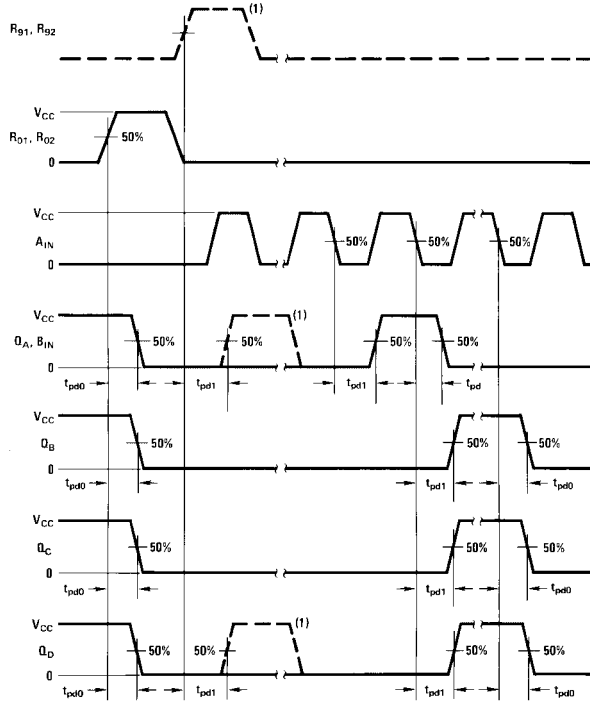 R91, R92 (1)
VCC
R01, R02 50%
0
VCC
AIN 50% 50% 50%
0
VCC (1)
QA, BIN 50% 50% 50% 50%
0
tpd0 tpd1 tpd1 tpd
VCC
QB 50% 50% 50%
0
tpd0 tpd1 tpd0
VCC
QC 50% 50% 50%
0
tpd0 tpd1 tpd0
VCC (1)
QD 50% 50% 50% 50%
0
tpd0 tpd1 tpd1 tpd0